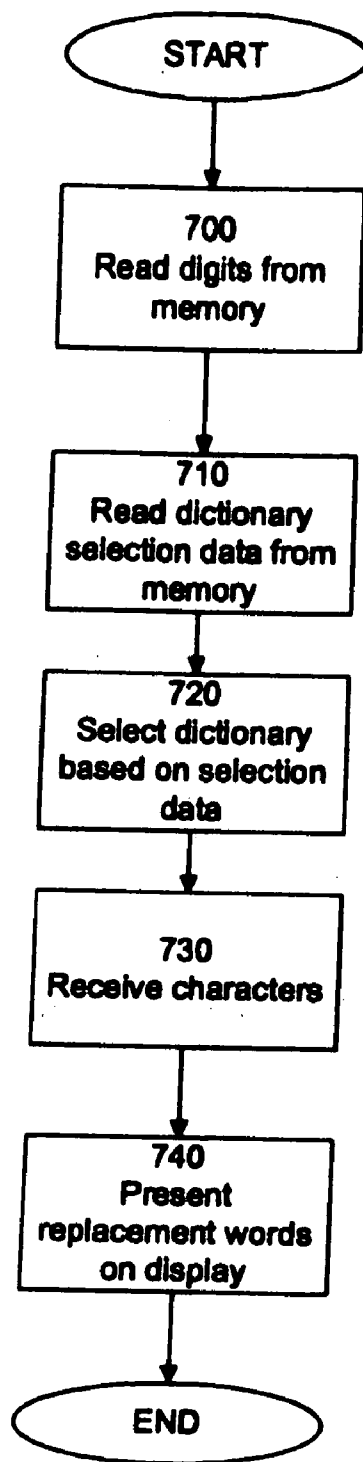 START
700
Read digits from
memory
710
Read dictionary
selection data from
memory
720
Select dictionary
based on selection
data
730
Receive characters
740
Present
replacement words
on display
END